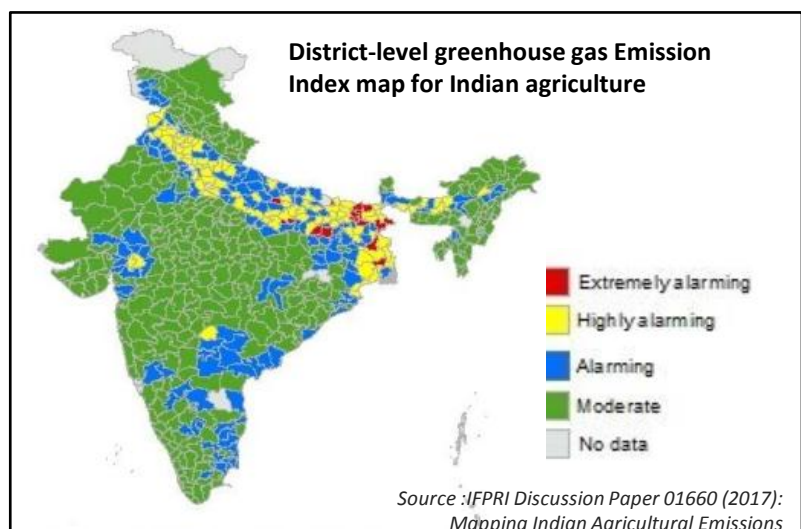 District-level greenhouse gas Emission
Index map for Indian agriculture
Extremely alarming
Highly alarming
Alarming
Moderate
No data
Source :IFPRI Discussion Paper 01660 (2017):
Mapping Indian Agricultural Emissions